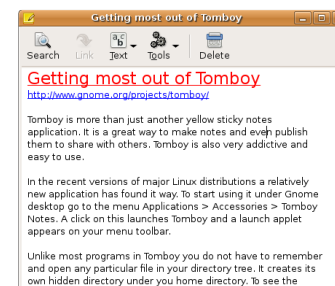 Getting most out of Tomboy
Search Link Text Tools Delete
Getting most out of Tomboy
http://www.gnome.org/projects/tomboy/
Tomboy is more than just another yellow sticky notes
application. It is a great way to make notes and even publish
them to share with others. Tomboy is also very addictive and
easy to use.
In the recent versions of major Linux distributions a relatively
new application has found it way. To start using it under Gnome
desktop go to the menu Applications > Accessories > Tomboy
Notes. A click on this launches Tomboy and a launch applet
appears on your menu toolbar.
Unlike most programs in Tomboy you do not have to remember
and open any particular file in your directory tree. It creates its
own hidden directory under you home directory. To see the